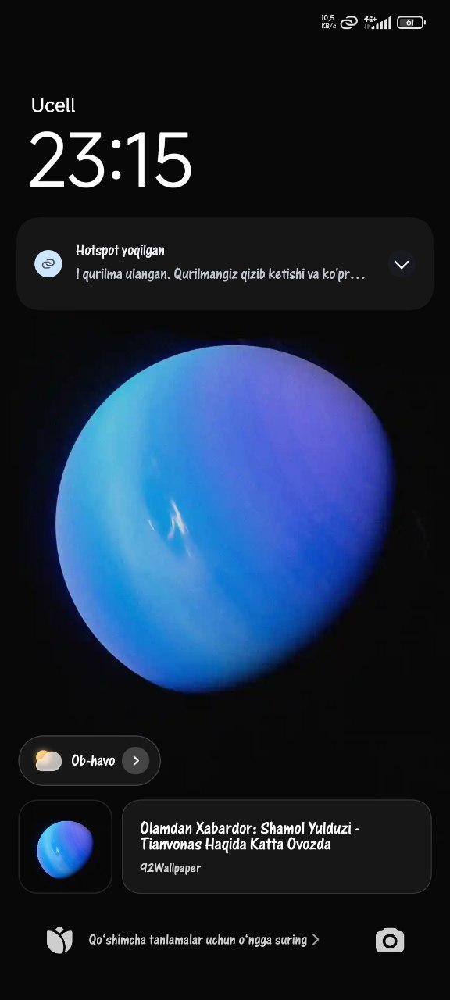 10,5
KB/s
4G+
61
Ucell
23:15
Hotspot yoqilgan
1 qurilma ulangan. Qurilmangiz qizib ketishi va ko'pr...
Ob-havo
Olamdan Xabardor: Shamol Yulduzi -
Tianvonas Haqida Katta Ovozda
92Wallpaper
Qo‘shimcha tanlamalar uchun o‘ngga suring